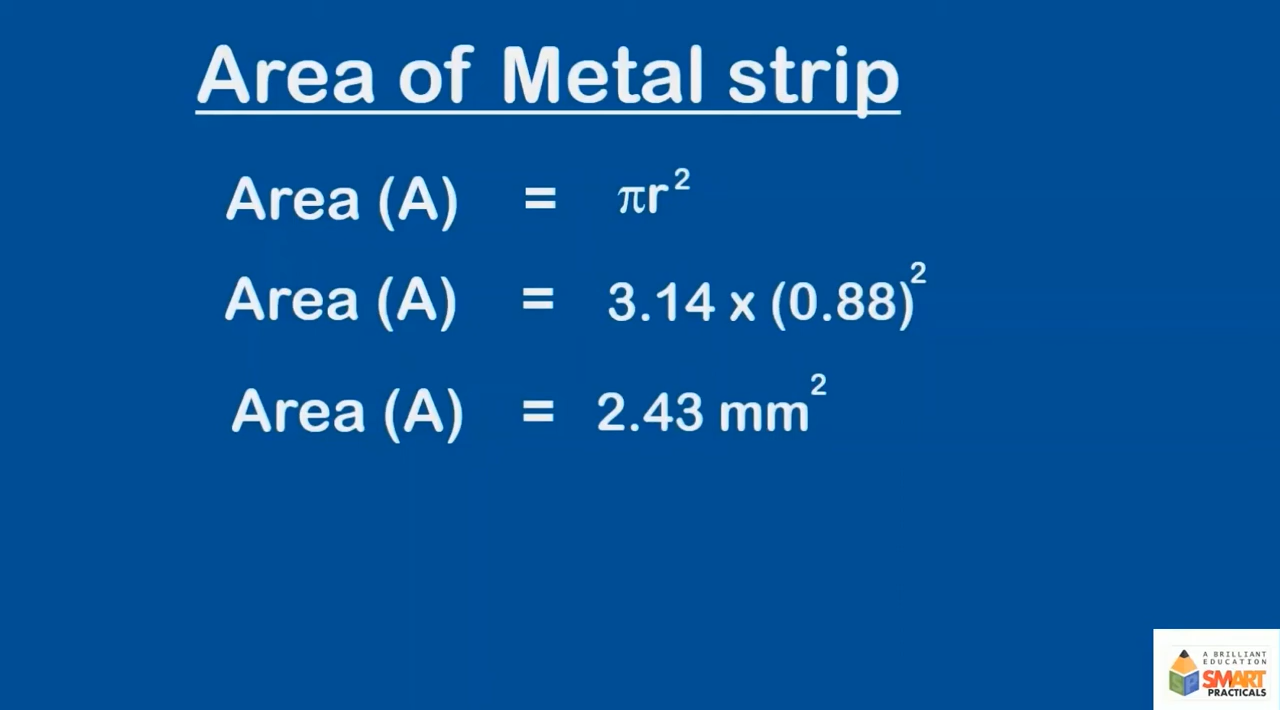 Area of Metal strip
Area (A) = πr²
Area (A) = 3.14 x (0.88)²
Area (A) = 2.43 mm²
A BRILLIANT
EDUCATION
SP
SMART
PRACTICALS